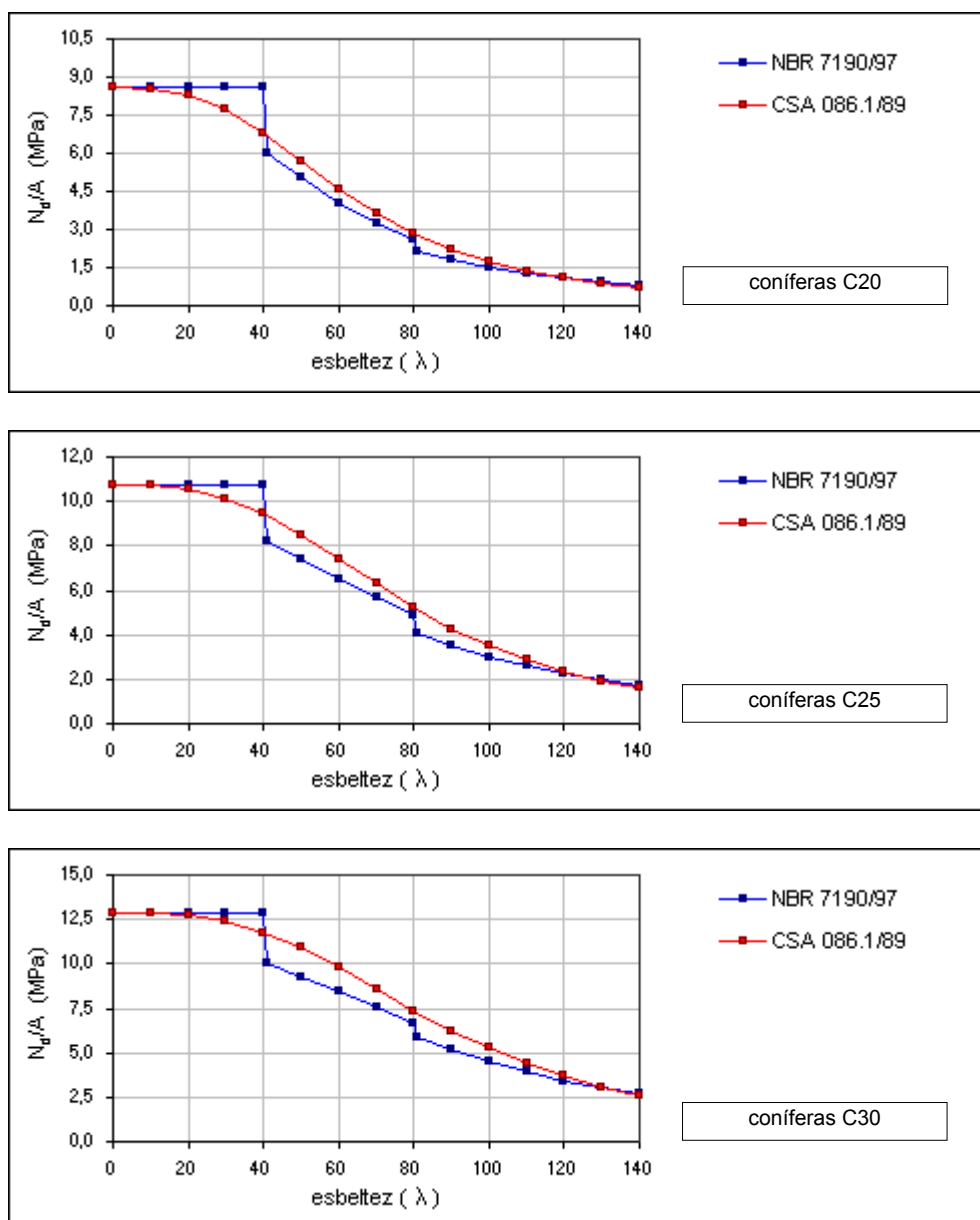 10,5
9,0
7,5
6,0
4,5
3,0
1,5
0,0
N_d/A (MPa)
0 20 40 60 80 100 120 140
esbeltez ( λ )
NBR 7190/97
CSA 086.1/89
coníferas C20
12,0
10,0
8,0
6,0
4,0
2,0
0,0
N_d/A (MPa)
0 20 40 60 80 100 120 140
esbeltez ( λ )
NBR 7190/97
CSA 086.1/89
coníferas C25
15,0
12,5
10,0
7,5
5,0
2,5
0,0
N_d/A (MPa)
0 20 40 60 80 100 120 140
esbeltez ( λ )
NBR 7190/97
CSA 086.1/89
coníferas C30